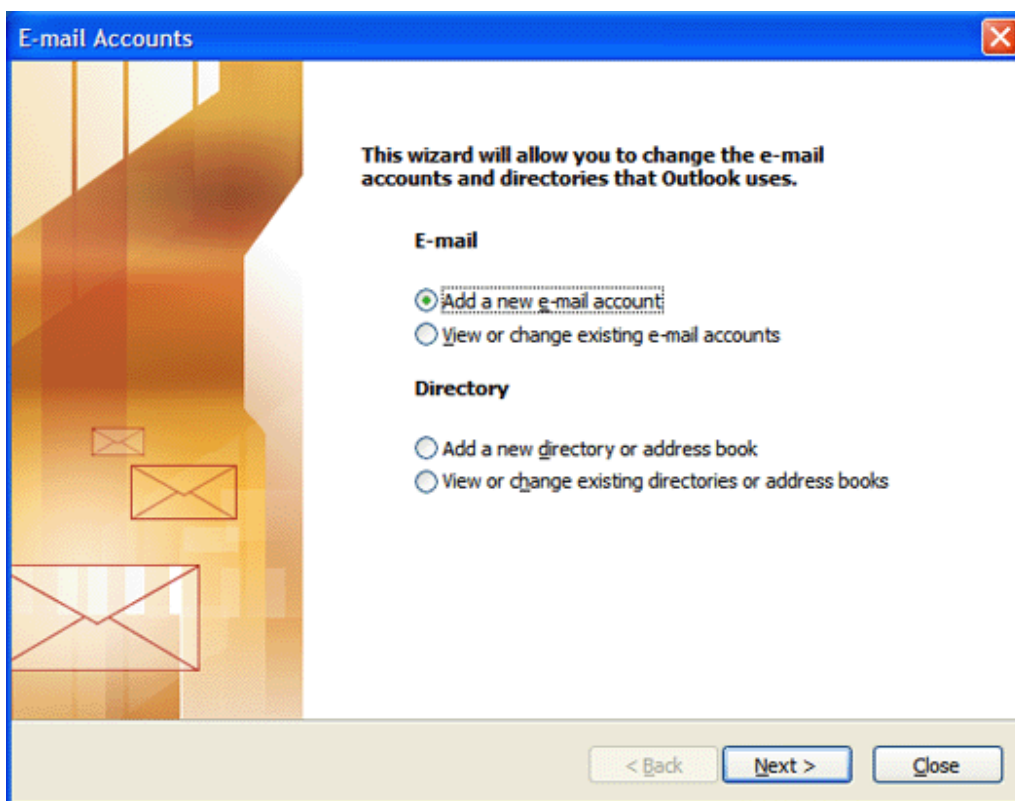 E-mail Accounts
This wizard will allow you to change the e-mail
accounts and directories that Outlook uses.
E-mail
Add a new e-mail account
View or change existing e-mail accounts
Directory
Add a new directory or address book
View or change existing directories or address books
< Back Next > Close